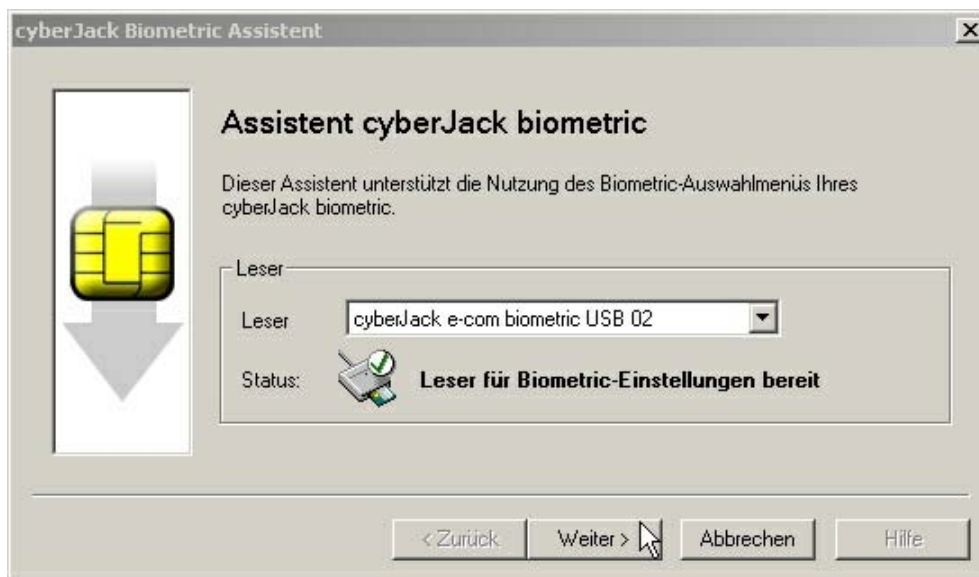 cyberJack Biometric Assistent
Assistent cyberJack biometric
Dieser Assistent unterstützt die Nutzung des Biometric-Auswahlmenüs Ihres
cyberJack biometric.
Leser
Leser cyberJack e-com biometric USB 02
Status: Leser für Biometric-Einstellungen bereit
< Zurück Weiter > Abbrechen Hilfe